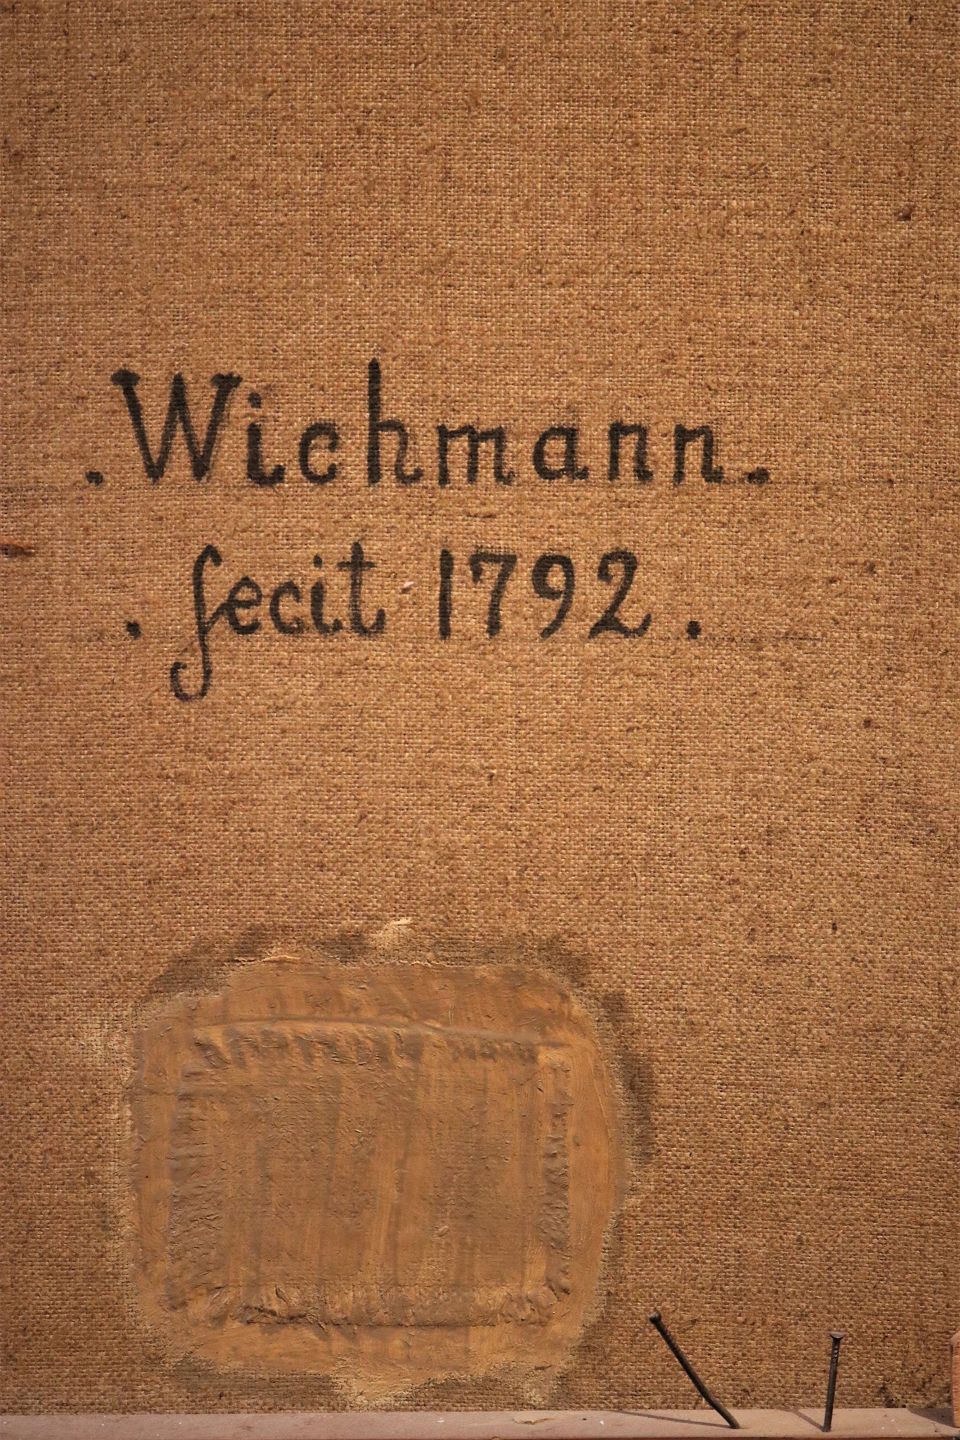 . Wichmann .
. fecit 1792 .